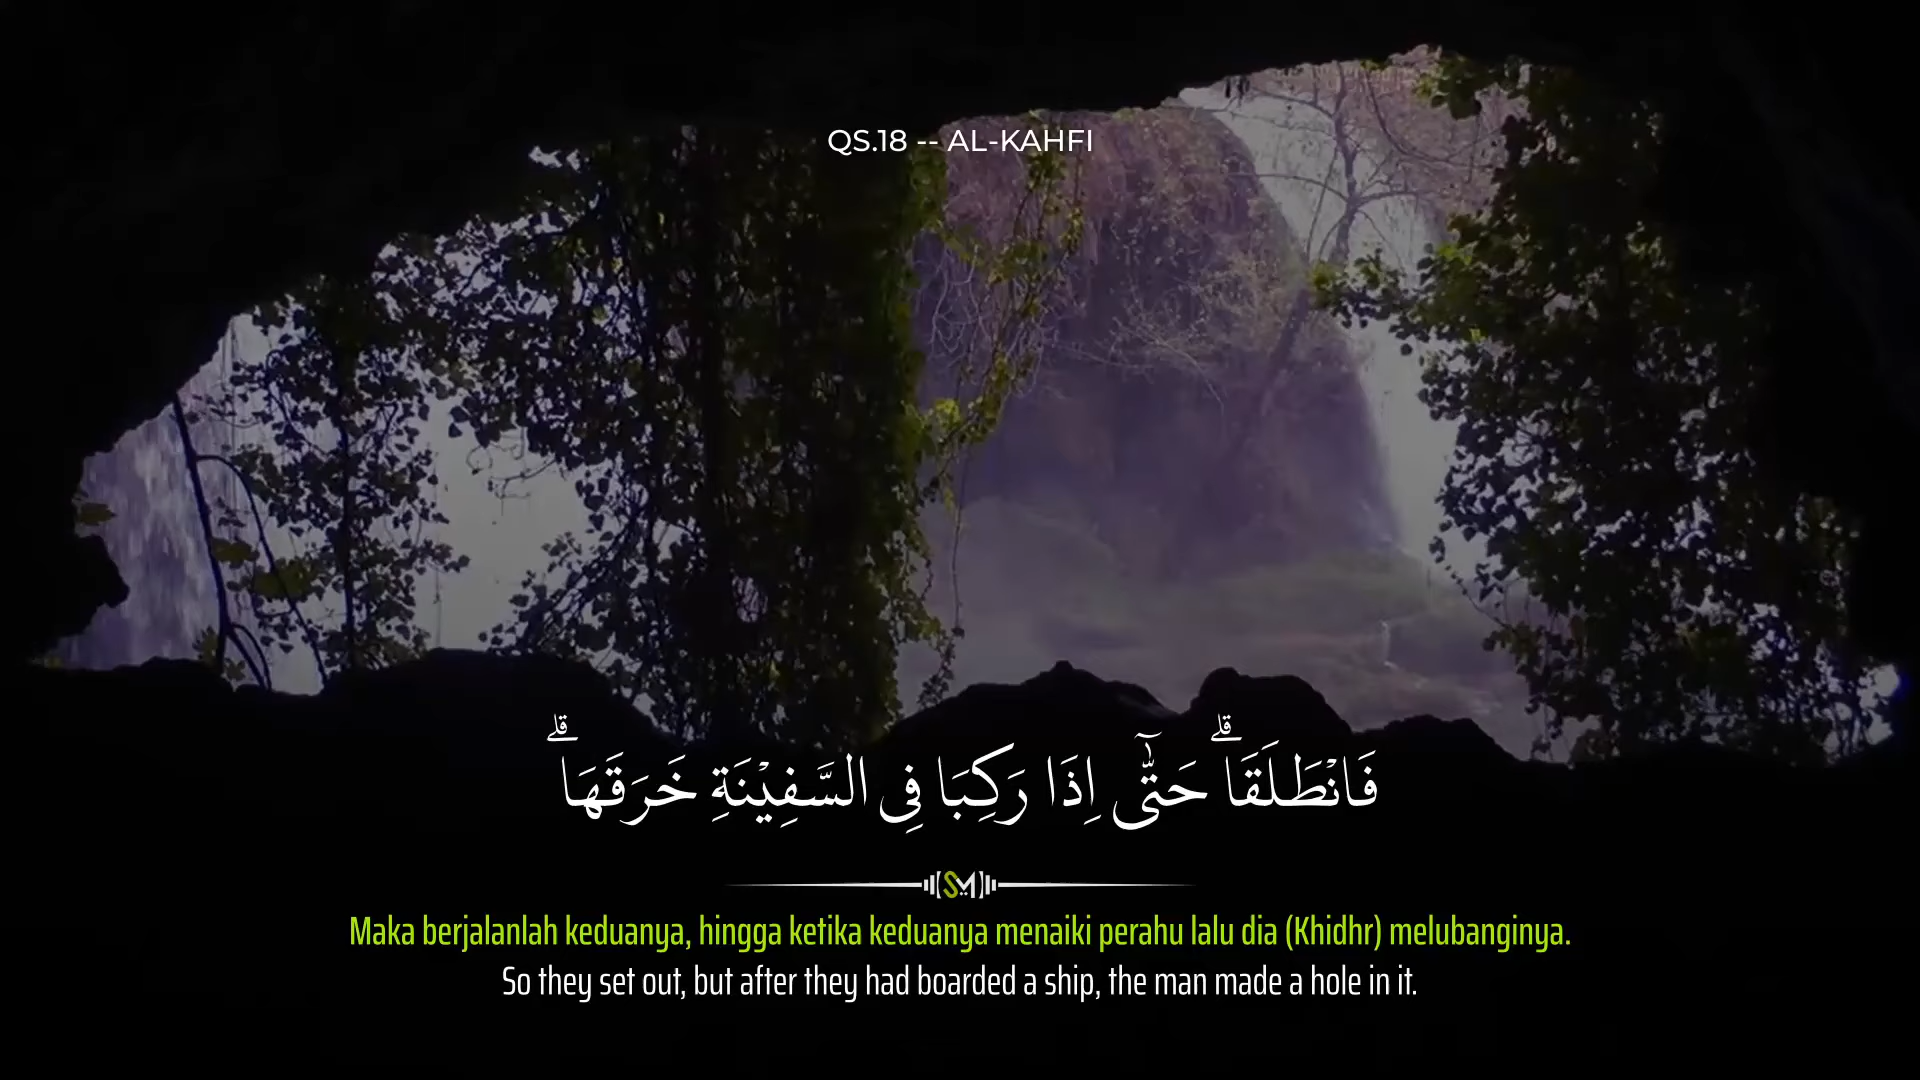 QS.18 -- AL-KAHFI
فَانْطَلَقَاۗ حَتّٰٓى اِذَا رَكِبَا فِى السَّفِيْنَةِ خَرَقَهَاۗ
SM
Maka berjalanlah keduanya, hingga ketika keduanya menaiki perahu lalu dia (Khidhr) melubanginya.
So they set out, but after they had boarded a ship, the man made a hole in it.